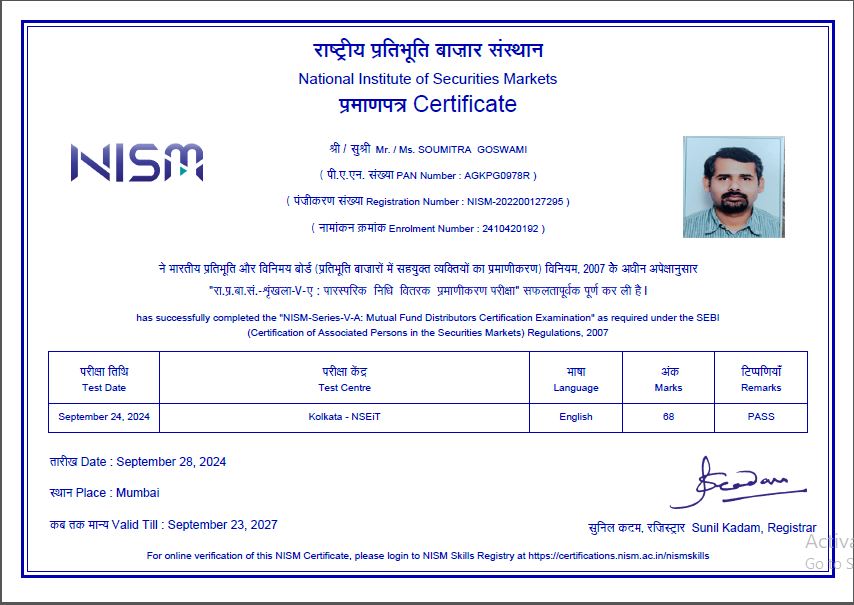 राष्ट्रीय प्रतिभूति बाजार संस्थान
National Institute of Securities Markets
प्रमाणपत्र Certificate
NISM
श्री / सुश्री Mr. / Ms. SOUMITRA GOSWAMI
( पी.ए.एन. संख्या PAN Number : AGKPG0978R )
( पंजीकरण संख्या Registration Number : NISM-202200127295 )
( नामांकन क्रमांक Enrolment Number : 2410420192 )
ने भारतीय प्रतिभूति और विनिमय बोर्ड (प्रतिभूति बाजारों में सहयुक्त व्यक्तियों का प्रमाणीकरण) विनियम, 2007 के अधीन अपेक्षानुसार
"रा.प्र.बा.सं.-शृंखला-V-ए : पारस्परिक निधि वितरक प्रमाणीकरण परीक्षा" सफलतापूर्वक पूर्ण कर ली है I
has successfully completed the "NISM-Series-V-A: Mutual Fund Distributors Certification Examination" as required under the SEBI
(Certification of Associated Persons in the Securities Markets) Regulations, 2007
परीक्षा तिथि परीक्षा केंद्र भाषा अंक टिप्पणियाँ
Test Date Test Centre Language Marks Remarks
September 24, 2024 Kolkata - NSEiT English 68 PASS
तारीख Date : September 28, 2024
स्थान Place : Mumbai
कब तक मान्य Valid Till : September 23, 2027
सुनिल कदम, रजिस्ट्रार Sunil Kadam, Registrar
For online verification of this NISM Certificate, please login to NISM Skills Registry at https://certifications.nism.ac.in/nismskills
Activa
Go to S